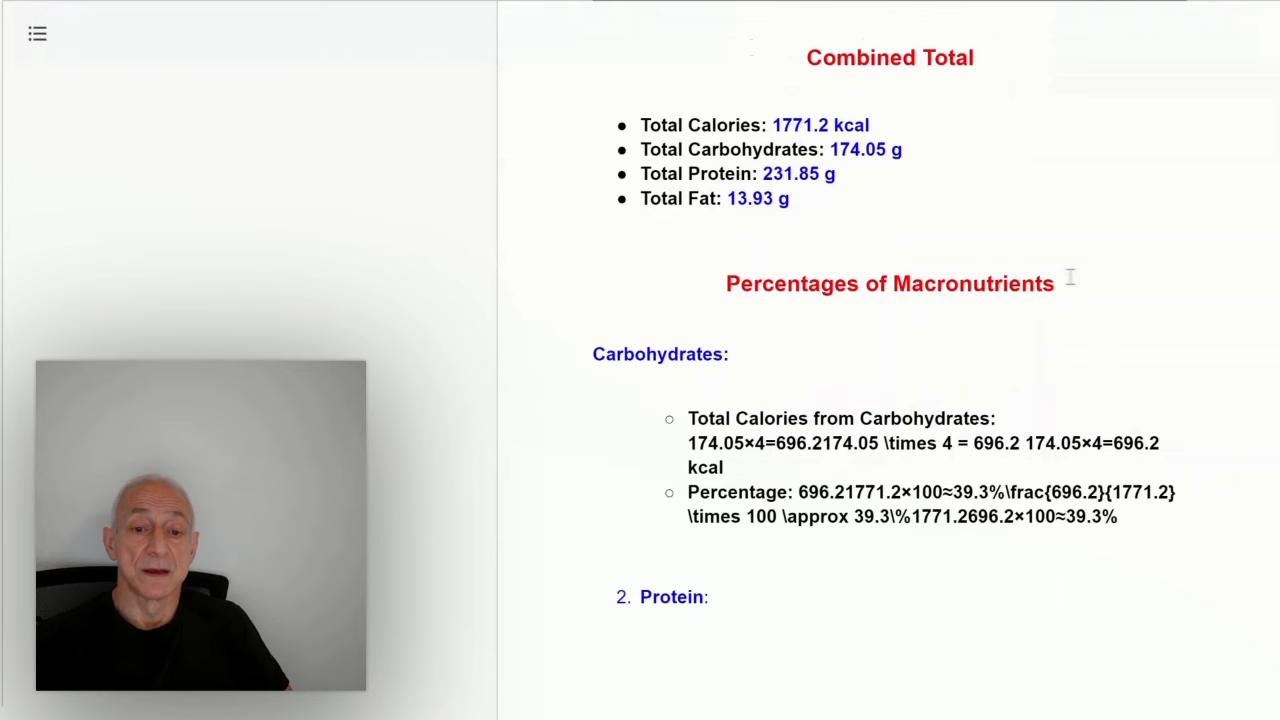 Combined Total
● Total Calories: 1771.2 kcal
● Total Carbohydrates: 174.05 g
● Total Protein: 231.85 g
● Total Fat: 13.93 g
Percentages of Macronutrients
Carbohydrates:
○ Total Calories from Carbohydrates:
174.05×4=696.2174.05 \times 4 = 696.2 174.05×4=696.2
kcal
○ Percentage: 696.21771.2×100≈39.3%\frac{696.2}{1771.2}
\times 100 \approx 39.3\%1771.2696.2×100≈39.3%
2. Protein: